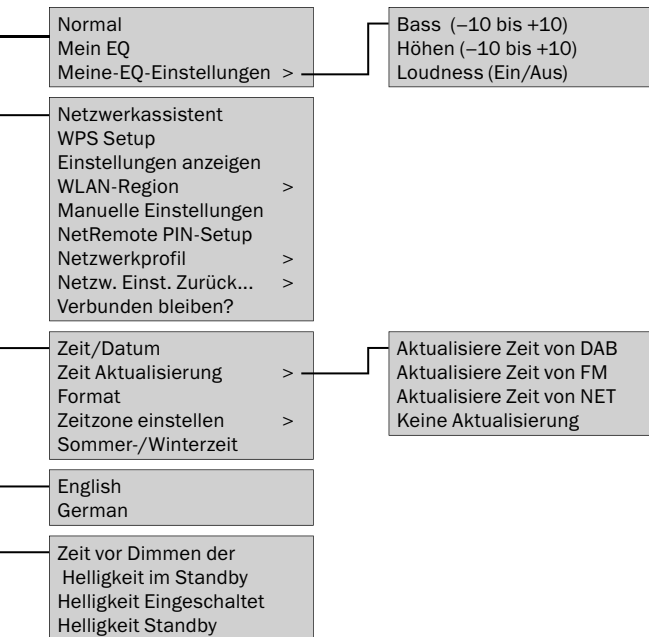 Normal
Mein EQ
Meine-EQ-Einstellungen >
Bass (–10 bis +10)
Höhen (–10 bis +10)
Loudness (Ein/Aus)
Netzwerkassistent
WPS Setup
Einstellungen anzeigen
WLAN-Region >
Manuelle Einstellungen
NetRemote PIN-Setup
Netzwerkprofil >
Netzw. Einst. Zurück... >
Verbunden bleiben?
Zeit/Datum
Zeit Aktualisierung >
Format
Zeitzone einstellen >
Sommer-/Winterzeit
Aktualisiere Zeit von DAB
Aktualisiere Zeit von FM
Aktualisiere Zeit von NET
Keine Aktualisierung
English
German
Zeit vor Dimmen der
Helligkeit im Standby
Helligkeit Eingeschaltet
Helligkeit Standby